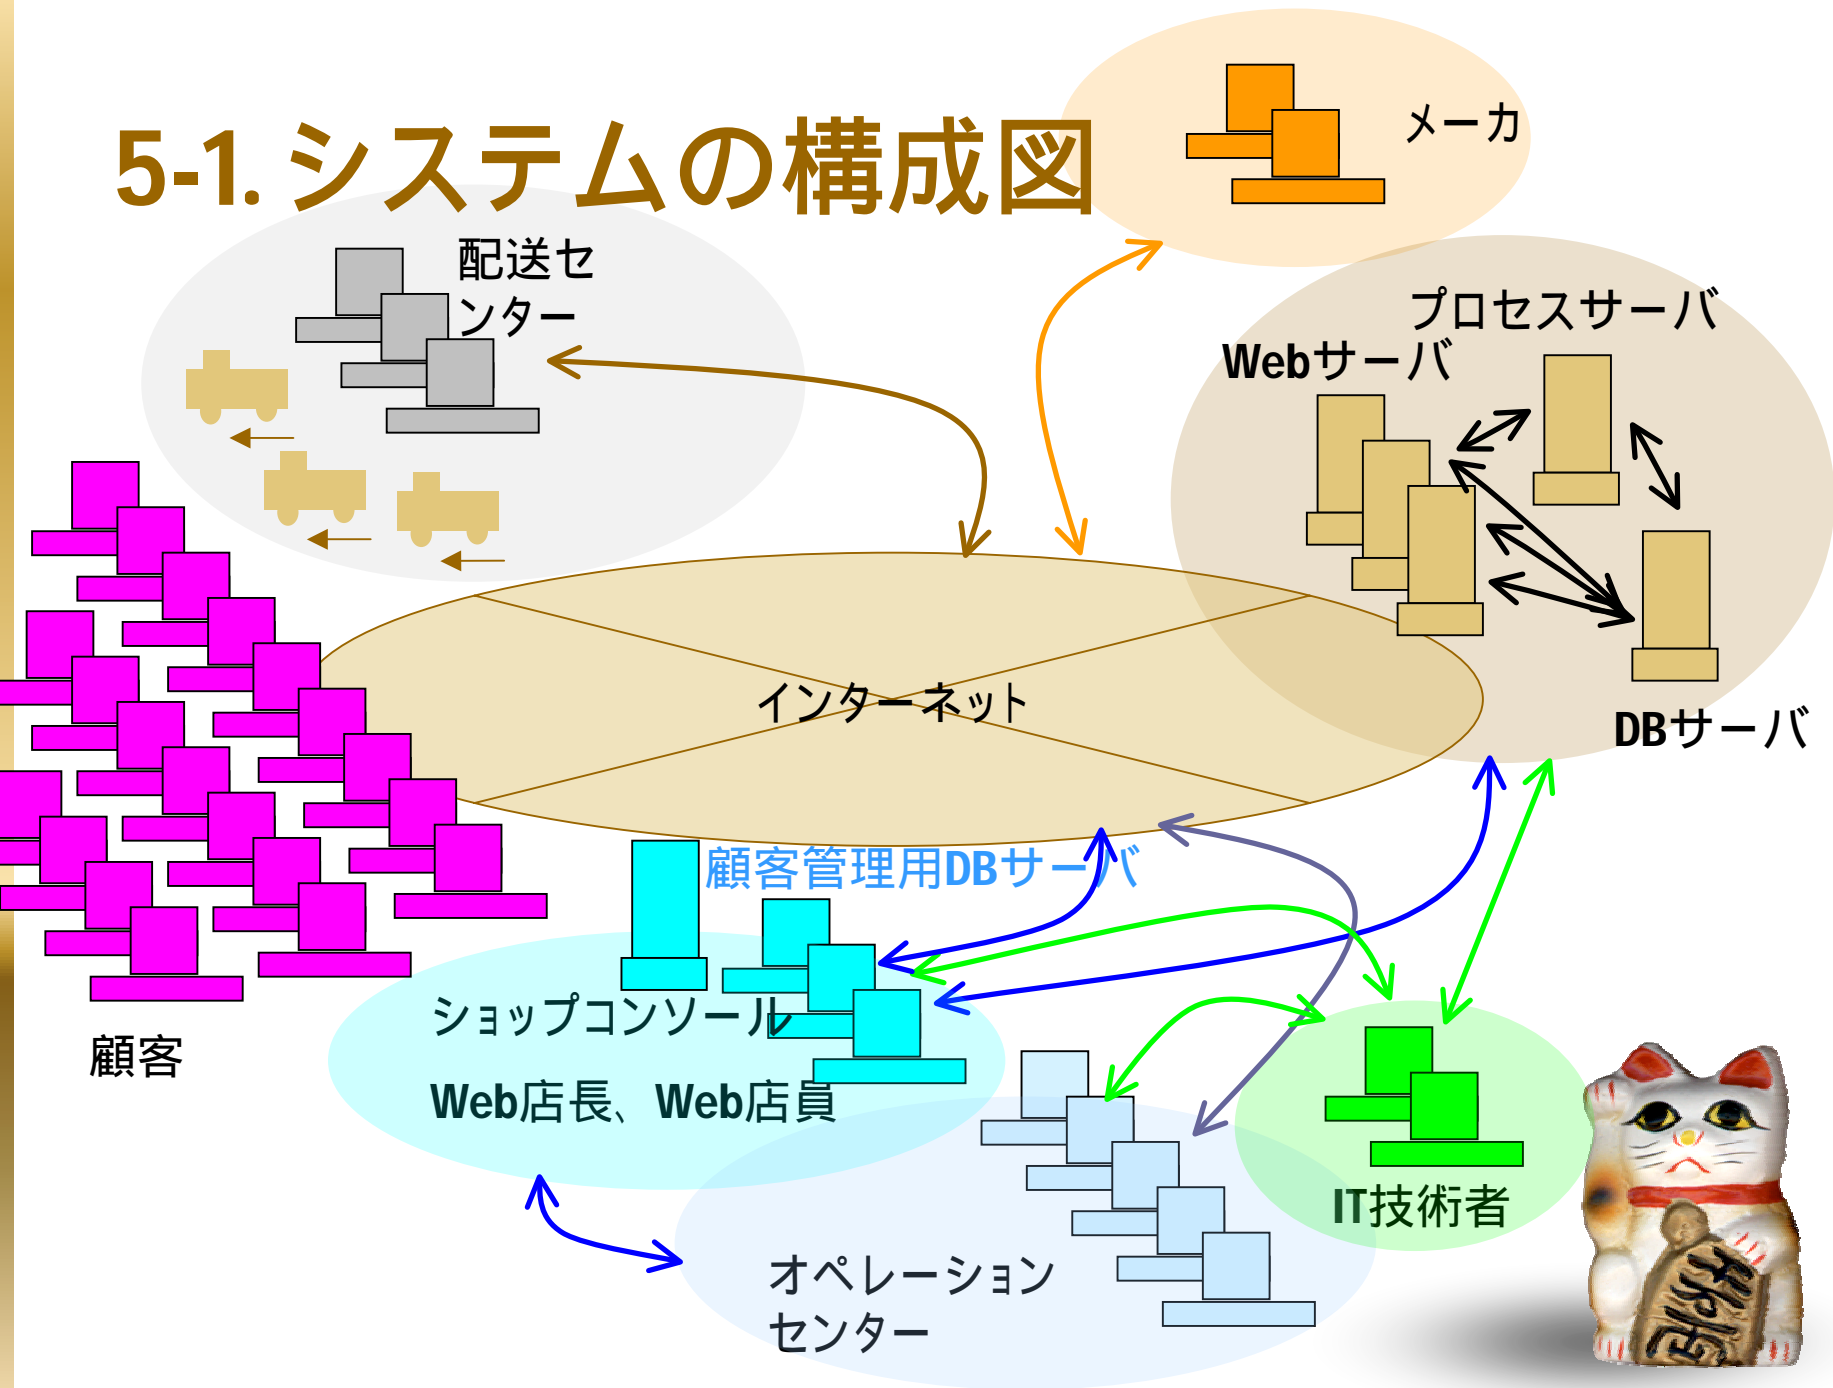 5-1.システムの構成図
メーカ
配送セ
ンター
プロセスサーバ
Webサーバ
インターネット
DBサーバ
顧客管理用DBサーバ
ショップコンソール
顧客
Web店長、Web店員
IT技術者
オペレーション
センター